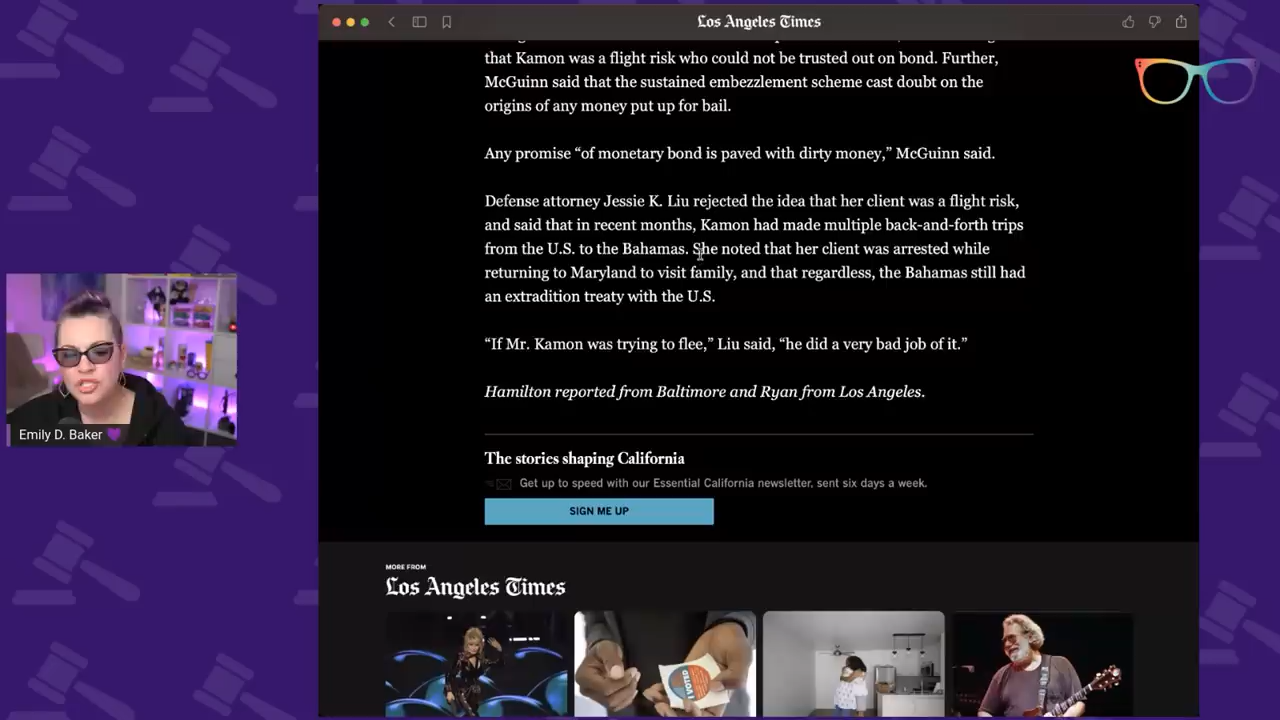 Los Angeles Times
that Kamon was a flight risk who could not be trusted out on bond. Further,
McGuinn said that the sustained embezzlement scheme cast doubt on the
origins of any money put up for bail.
Any promise “of monetary bond is paved with dirty money,” McGuinn said.
Defense attorney Jessie K. Liu rejected the idea that her client was a flight risk,
and said that in recent months, Kamon had made multiple back-and-forth trips
from the U.S. to the Bahamas. She noted that her client was arrested while
returning to Maryland to visit family, and that regardless, the Bahamas still had
an extradition treaty with the U.S.
“If Mr. Kamon was trying to flee,” Liu said, “he did a very bad job of it.”
Hamilton reported from Baltimore and Ryan from Los Angeles.
Emily D. Baker 💜
The stories shaping California
Get up to speed with our Essential California newsletter, sent six days a week.
SIGN ME UP
MORE FROM
Los Angeles Times
VOTED